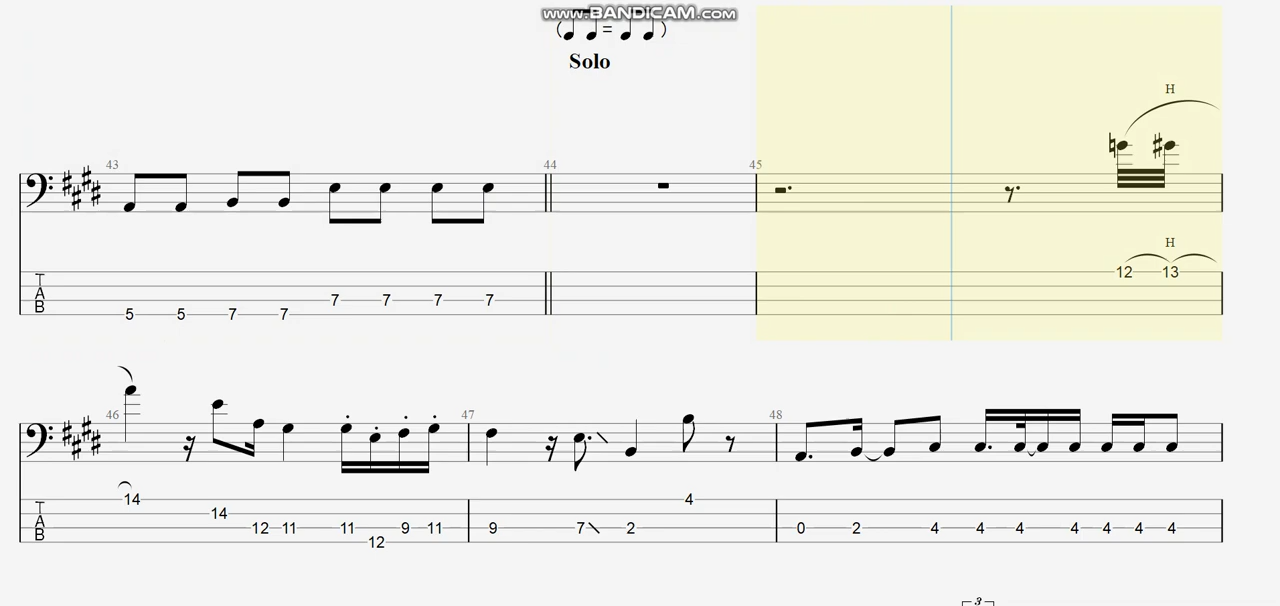 www.BANDICAM.com
( = )
Solo
H
43 44 45
H
T A B
12 13
7 7 7 7
5 5 7 7
46 47 48
T A B
14 4
14
12 11 11 9 11 9 7 2 0 2 4 4 4 4 4 4 4
12
3